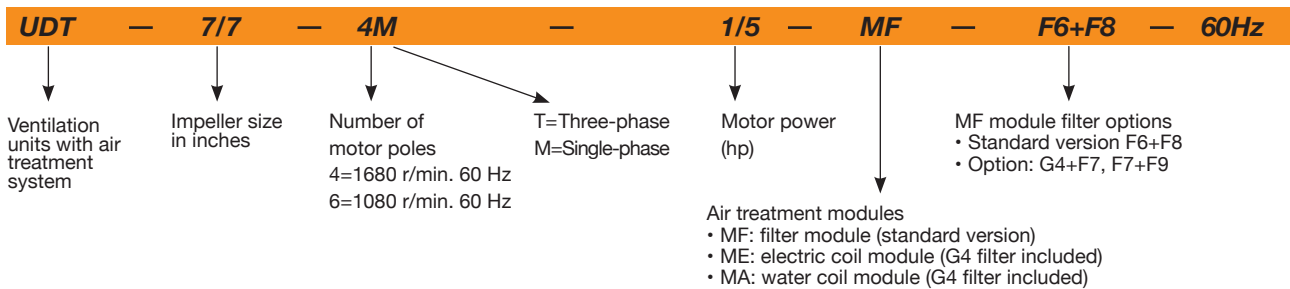 UDT — 7/7 — 4M — 1/5 — MF — F6+F8 — 60Hz
Ventilation
units with air
treatment
system
Impeller size
in inches
Number of
motor poles
4=1680 r/min. 60 Hz
6=1080 r/min. 60 Hz
T=Three-phase
M=Single-phase
Motor power
(hp)
Air treatment modules
• MF: filter module (standard version)
• ME: electric coil module (G4 filter included)
• MA: water coil module (G4 filter included)
MF module filter options
• Standard version F6+F8
• Option: G4+F7, F7+F9